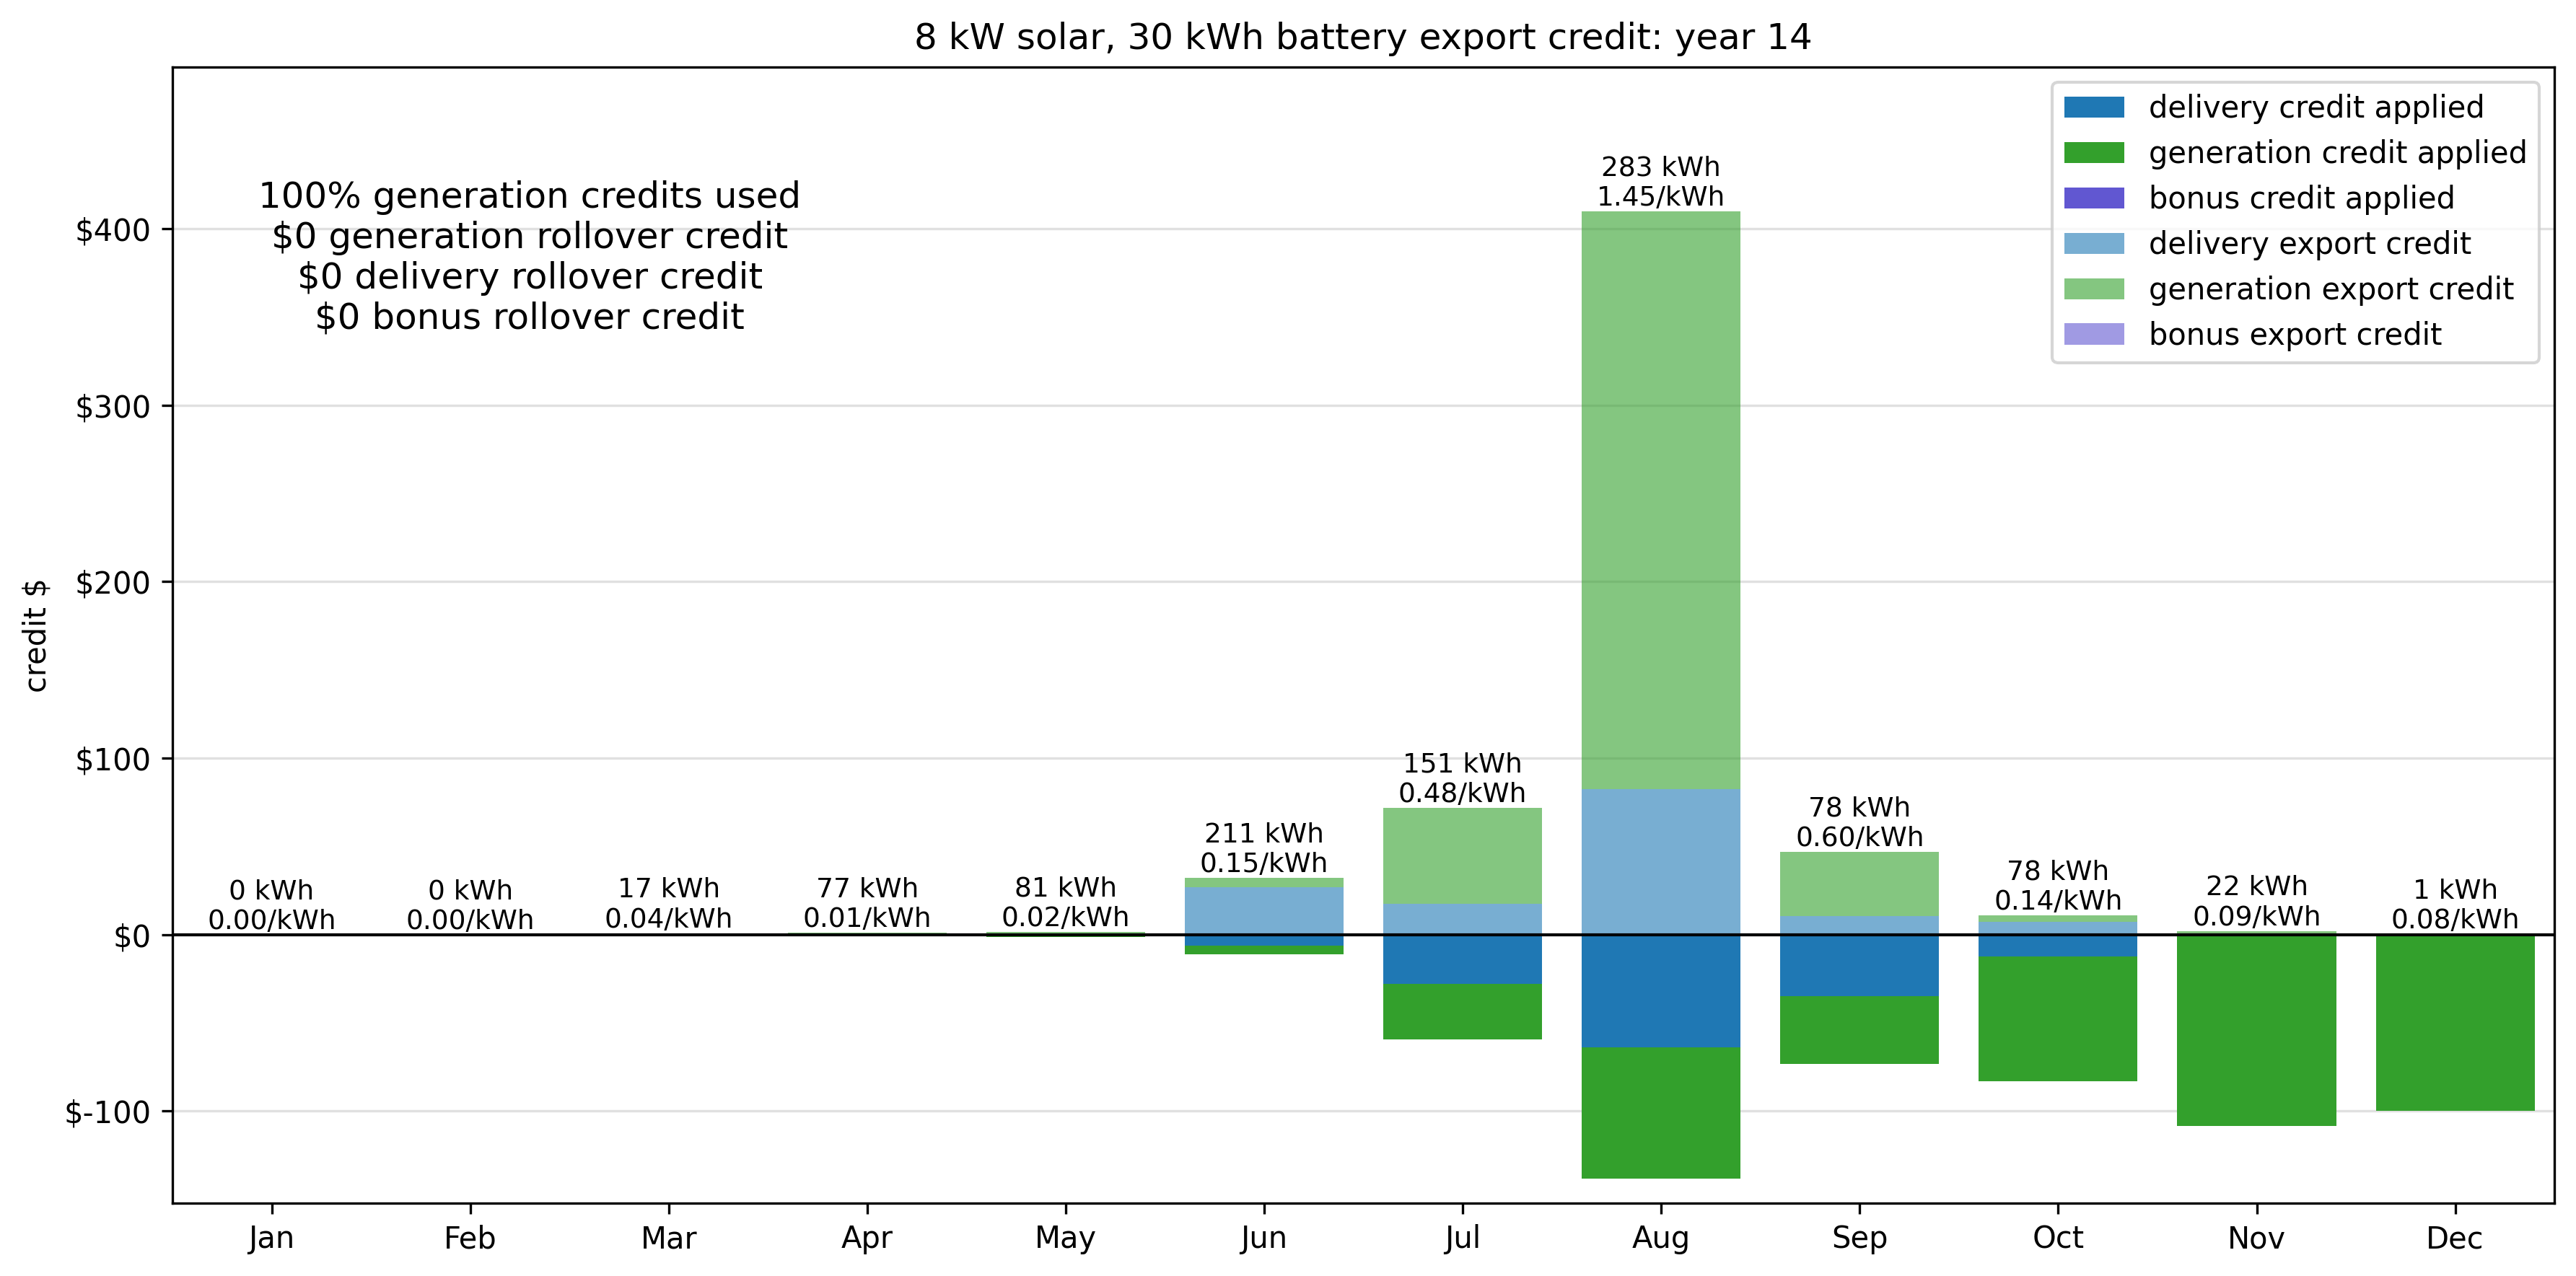 8 kW solar, 30 kWh battery export credit: year 14
delivery credit applied
generation credit applied
bonus credit applied
delivery export credit
generation export credit
bonus export credit
100% generation credits used
$0 generation rollover credit
$0 delivery rollover credit
$0 bonus rollover credit
credit $
$400
$300
$200
$100
$0
$-100
0 kWh
0.00/kWh
0 kWh
0.00/kWh
17 kWh
0.04/kWh
77 kWh
0.01/kWh
81 kWh
0.02/kWh
211 kWh
0.15/kWh
151 kWh
0.48/kWh
283 kWh
1.45/kWh
78 kWh
0.60/kWh
78 kWh
0.14/kWh
22 kWh
0.09/kWh
1 kWh
0.08/kWh
Jan Feb Mar Apr May Jun Jul Aug Sep Oct Nov Dec